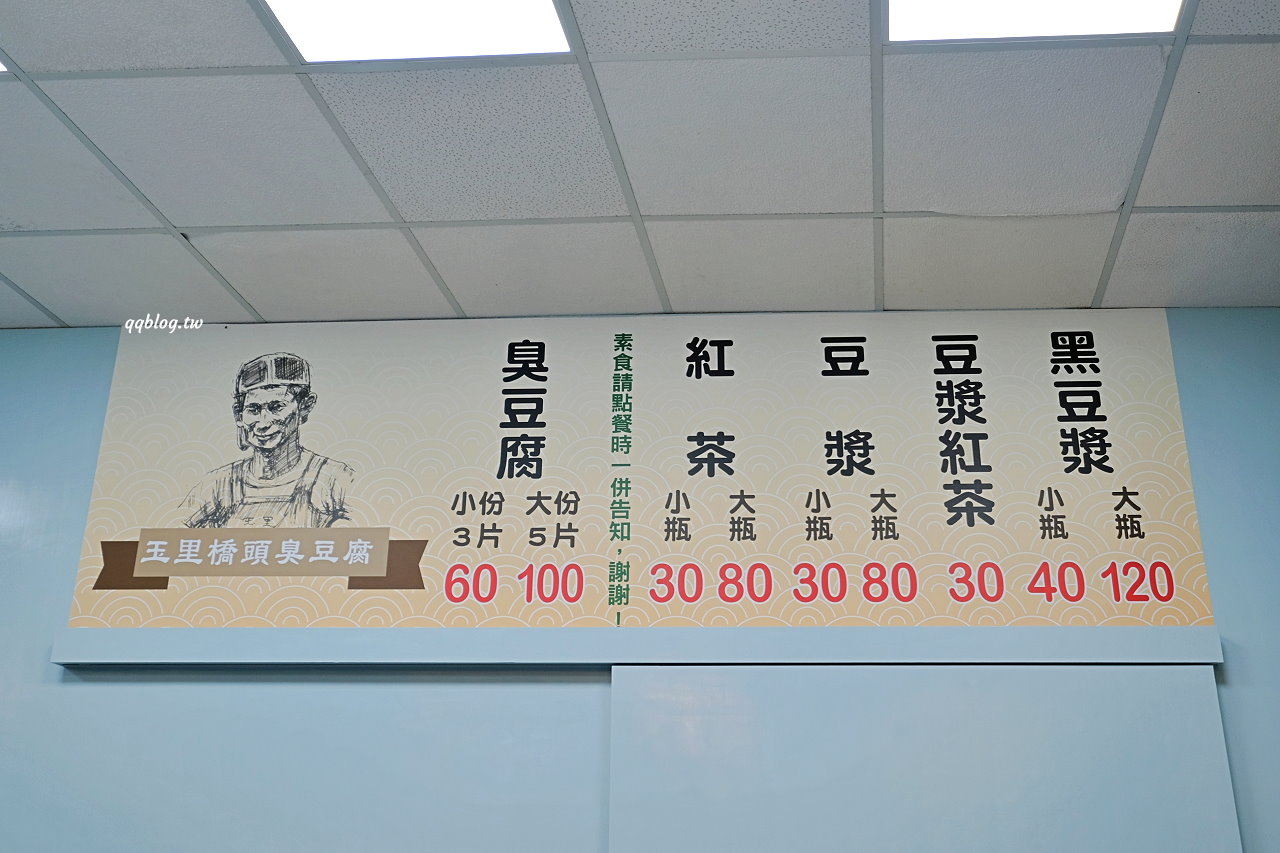 qqblog.tw
玉里橋頭臭豆腐
臭豆腐
小份 大份
3片 5片
60 100
素食請點餐時一併告知，謝謝！
紅茶
小瓶 大瓶
30 80
豆漿
小瓶 大瓶
30 80
豆漿紅茶
30
黑豆漿
小瓶 大瓶
40 120